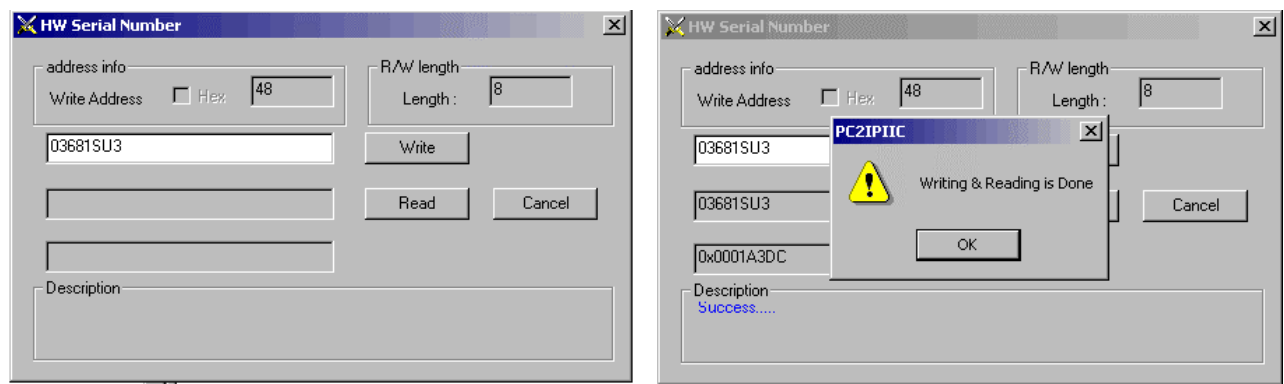 HW Serial Number
address info
Write Address Hex 48
R/W length
Length : 8
03681SU3
Write
Read
Cancel
Description
HW Serial Number
address info
Write Address Hex 48
R/W length
Length : 8
03681SU3
PC2IPIIC
Writing & Reading is Done
OK
03681SU3
Cancel
0x0001A3DC
Description
Success.....